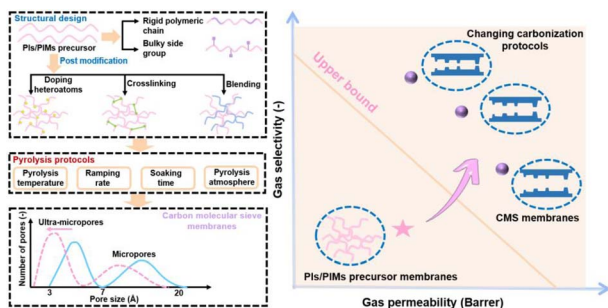 Structural design
PIs/PIMs precursor
Rigid polymeric
chain
Bulky side
group
Post modification
Doping
heteroatoms
Crosslinking
Blending
Pyrolysis protocols
Pyrolysis
temperature
Ramping
rate
Soaking
time
Pyrolysis
atmosphere
Carbon molecular sieve
membranes
Number of pores (-)
Ultra-micropores
Micropores
3
7
20
Pore size (Å)
Gas selectivity (-)
Upper bound
Changing carbonization
protocols
CMS membranes
PIs/PIMs precursor membranes
Gas permeability (Barrer)